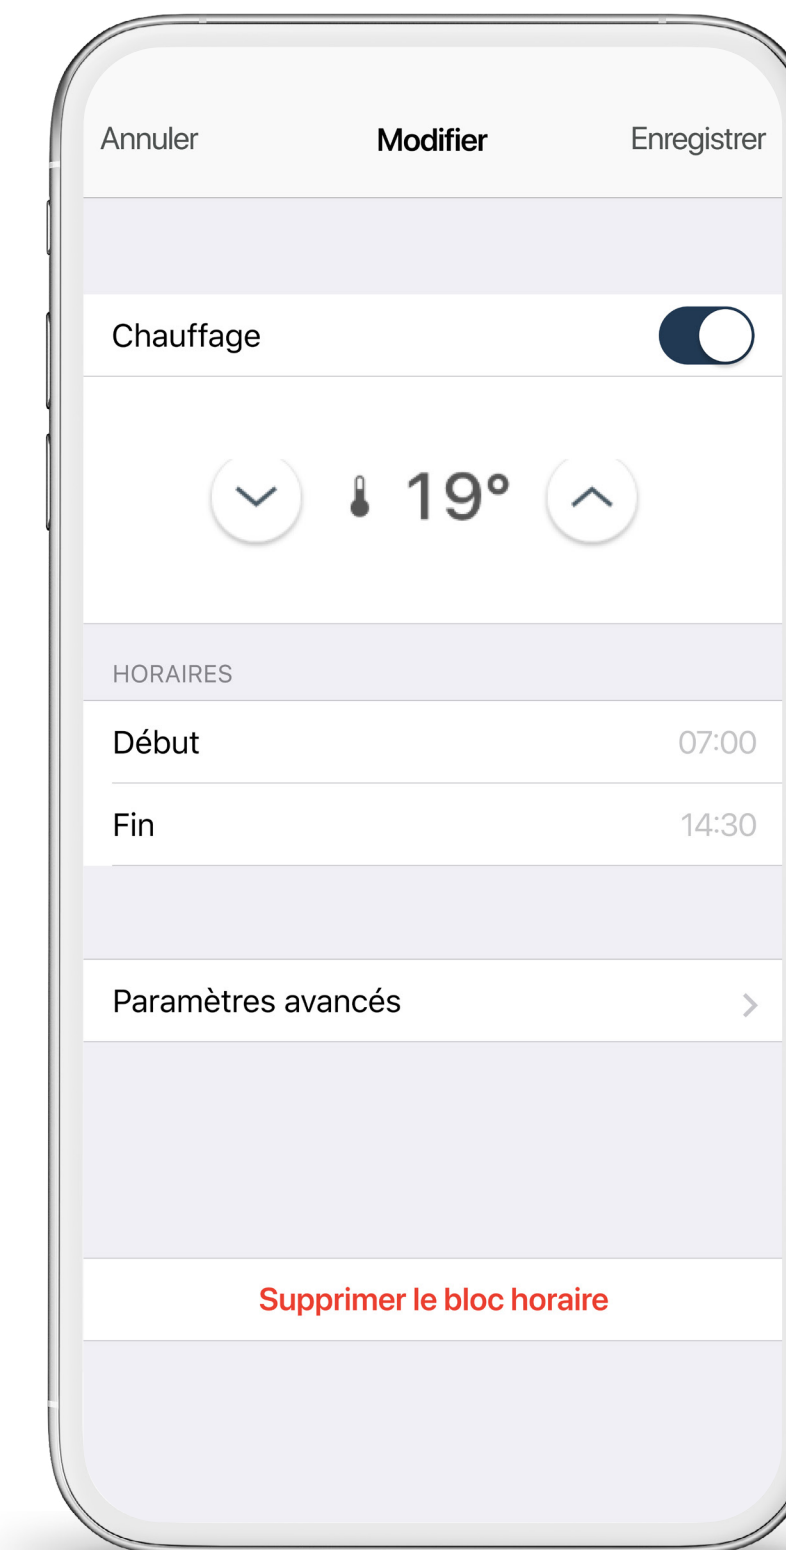 Annuler Modifier Enregistrer
Chauffage
19°
HORAIRES
Début 07:00
Fin 14:30
Paramètres avancés
Supprimer le bloc horaire